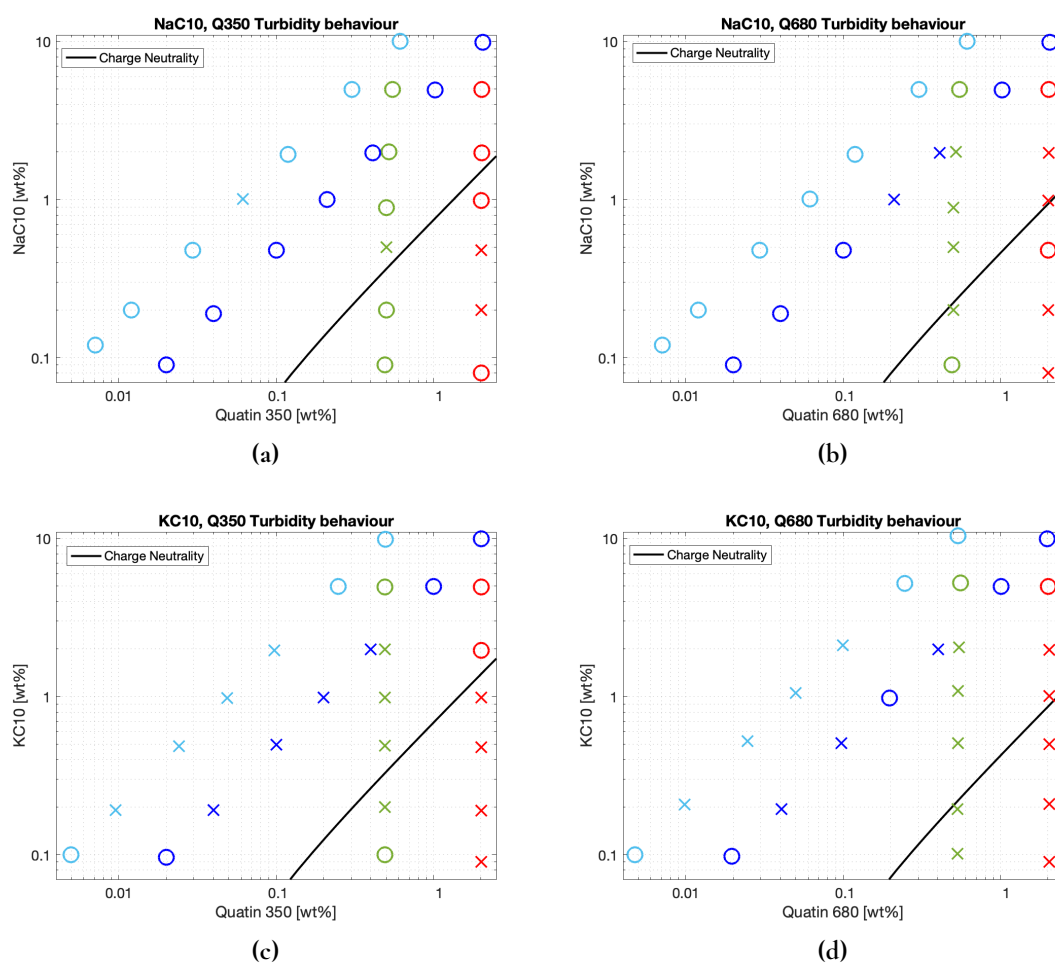 NaC10, Q350 Turbidity behaviour
Charge Neutrality
10
1
0.1
NaC10 [wt%]
0.01
0.1
1
Quatin 350 [wt%]
(a)
NaC10, Q680 Turbidity behaviour
Charge Neutrality
10
1
0.1
NaC10 [wt%]
0.01
0.1
1
Quatin 680 [wt%]
(b)
KC10, Q350 Turbidity behaviour
Charge Neutrality
10
1
0.1
KC10 [wt%]
0.01
0.1
1
Quatin 350 [wt%]
(c)
KC10, Q680 Turbidity behaviour
Charge Neutrality
10
1
0.1
KC10 [wt%]
0.01
0.1
1
Quatin 680 [wt%]
(d)